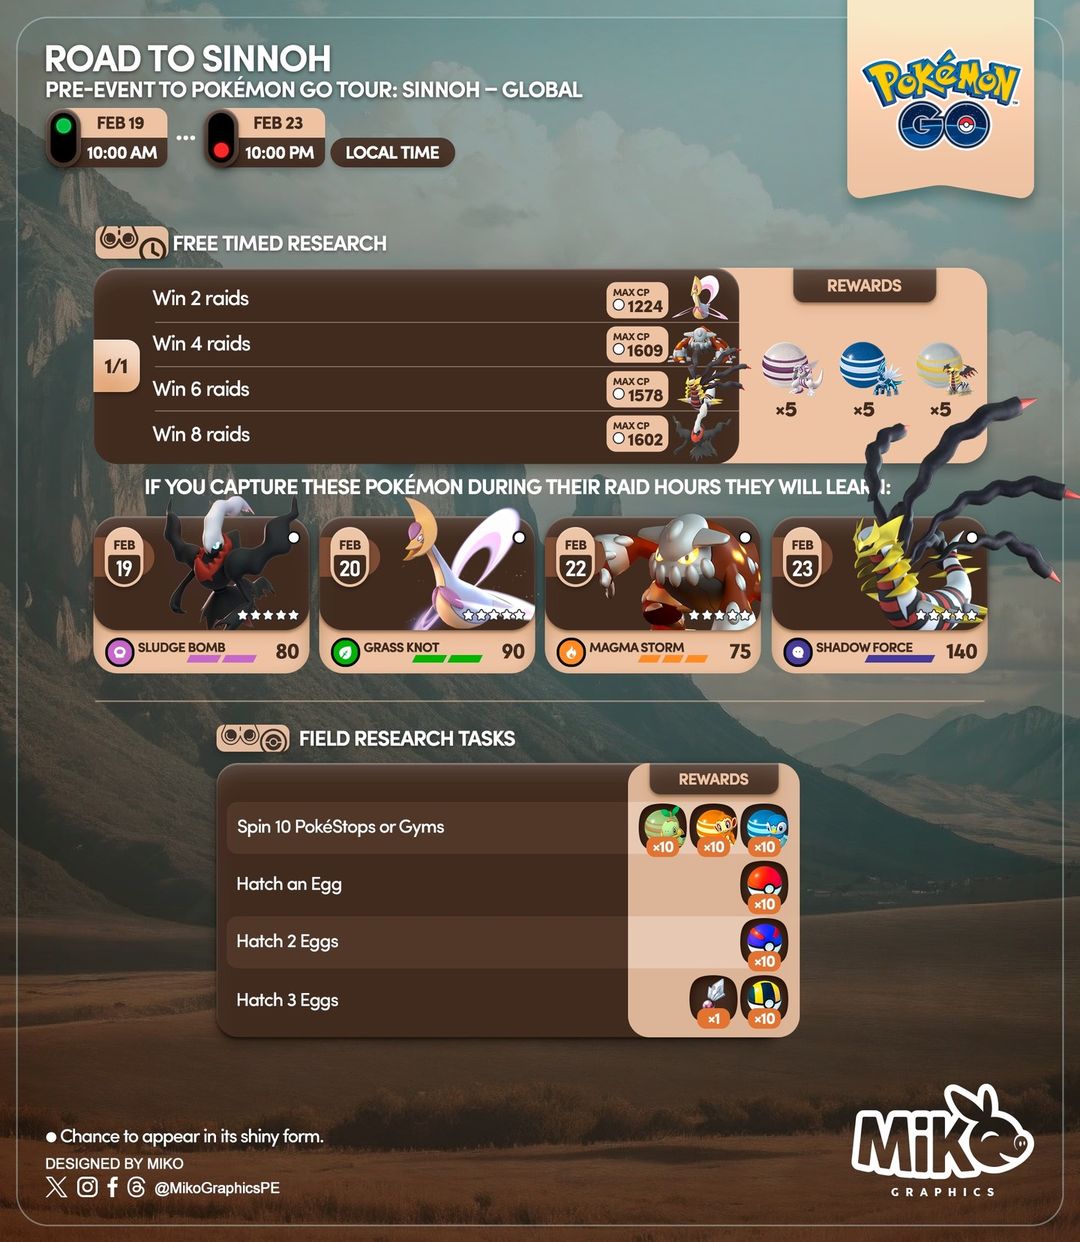 ROAD TO SINNOH
PRE-EVENT TO POKÉMON GO TOUR: SINNOH – GLOBAL
FEB 19
10:00 AM
...
FEB 23
10:00 PM
LOCAL TIME
POKéMON
GO
FREE TIMED RESEARCH
REWARDS
1/1
Win 2 raids
MAX CP
1224
Win 4 raids
MAX CP
1609
Win 6 raids
MAX CP
1578
Win 8 raids
MAX CP
1602
×5
×5
×5
IF YOU CAPTURE THESE POKÉMON DURING THEIR RAID HOURS THEY WILL LEARN:
FEB
19
SLUDGE BOMB
80
FEB
20
GRASS KNOT
90
FEB
22
MAGMA STORM
75
FEB
23
SHADOW FORCE
140
FIELD RESEARCH TASKS
REWARDS
Spin 10 PokéStops or Gyms
×10
×10
×10
Hatch an Egg
×10
Hatch 2 Eggs
×10
Hatch 3 Eggs
×1
×10
Chance to appear in its shiny form.
DESIGNED BY MIKO
@MikoGraphicsPE
MiKO
GRAPHICS